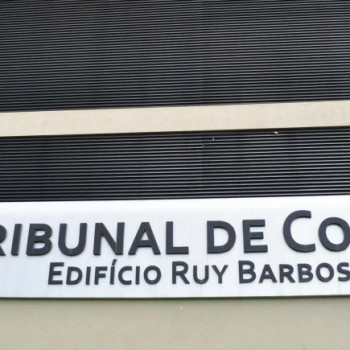 RIBUNAL DE CO
EDIFÍCIO RUY BARBOS